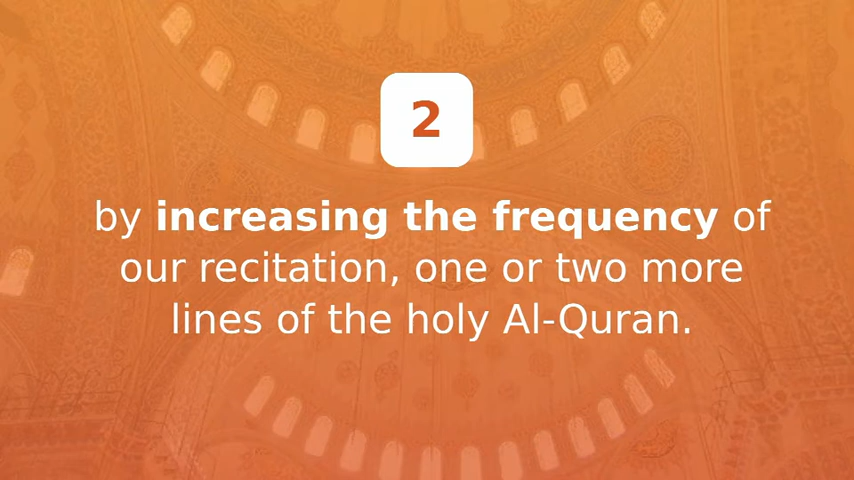 2
by increasing the frequency of
our recitation, one or two more
lines of the holy Al-Quran.